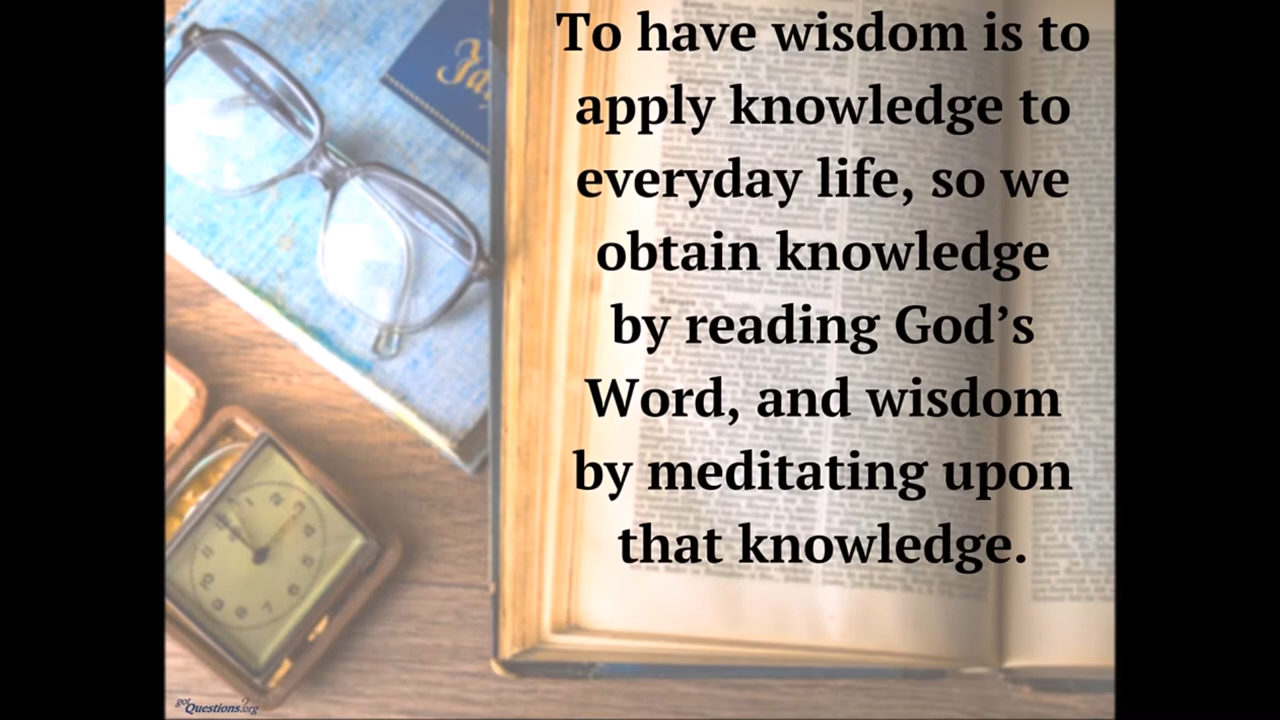 To have wisdom is to
apply knowledge to
everyday life, so we
obtain knowledge
by reading God’s
Word, and wisdom
by meditating upon
that knowledge.
gotQuestions?.org